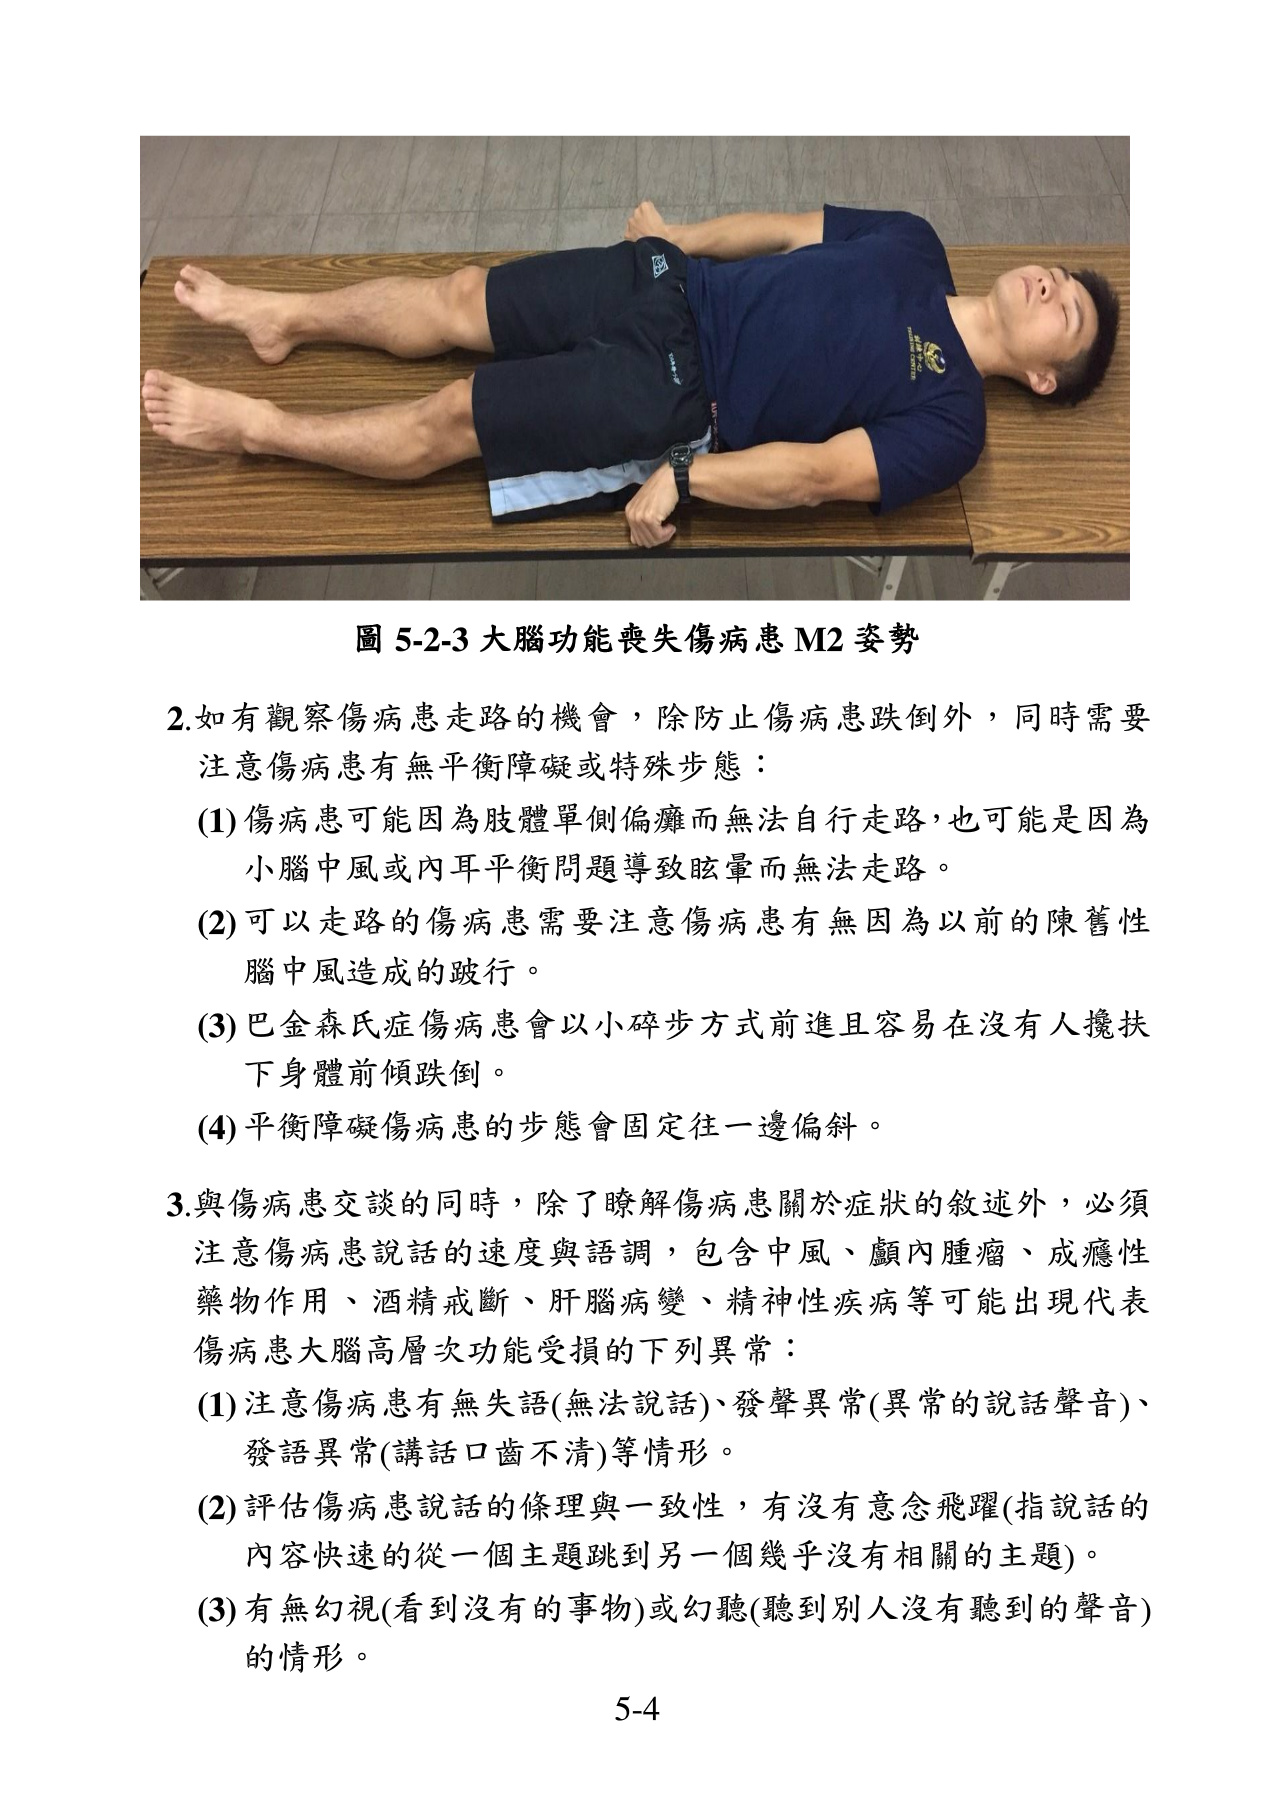 訓練中心
TRAINING CENTER
圖 5-2-3 大腦功能喪失傷病患 M2 姿勢
2.如有觀察傷病患走路的機會，除防止傷病患跌倒外，同時需要
注意傷病患有無平衡障礙或特殊步態：
(1) 傷病患可能因為肢體單側偏癱而無法自行走路，也可能是因為
小腦中風或內耳平衡問題導致眩暈而無法走路。
(2) 可以走路的傷病患需要注意傷病患有無因為以前的陳舊性
腦中風造成的跛行。
(3) 巴金森氏症傷病患會以小碎步方式前進且容易在沒有人攙扶
下身體前傾跌倒。
(4) 平衡障礙傷病患的步態會固定往一邊偏斜。
3.與傷病患交談的同時，除了瞭解傷病患關於症狀的敘述外，必須
注意傷病患說話的速度與語調，包含中風、顱內腫瘤、成癮性
藥物作用、酒精戒斷、肝腦病變、精神性疾病等可能出現代表
傷病患大腦高層次功能受損的下列異常：
(1) 注意傷病患有無失語(無法說話)、發聲異常(異常的說話聲音)、
發語異常(講話口齒不清)等情形。
(2) 評估傷病患說話的條理與一致性，有沒有意念飛躍(指說話的
內容快速的從一個主題跳到另一個幾乎沒有相關的主題)。
(3) 有無幻視(看到沒有的事物)或幻聽(聽到別人沒有聽到的聲音)
的情形。
5-4